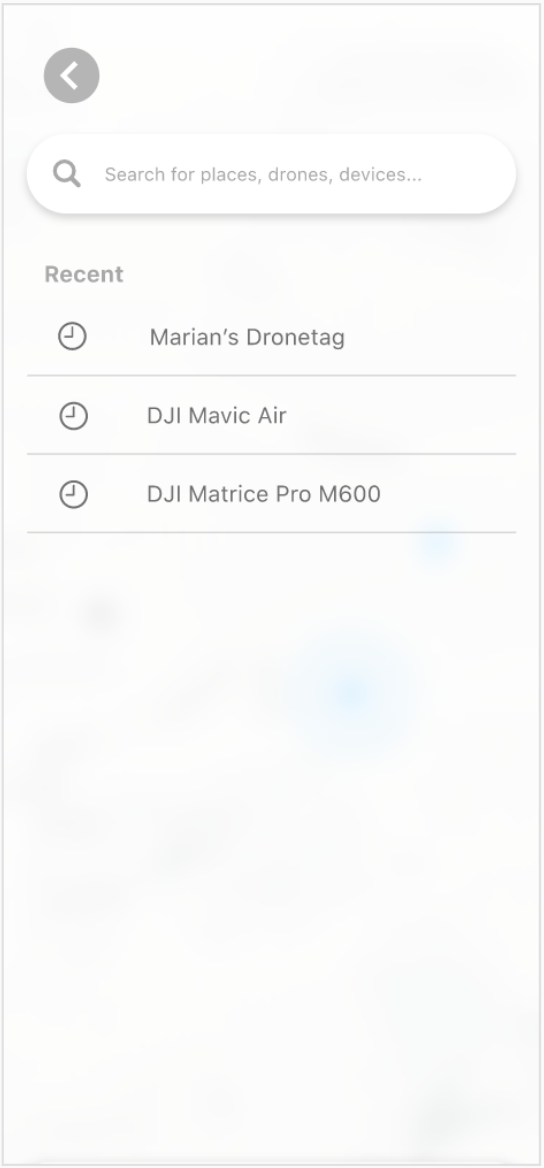 Search for places, drones, devices...
Recent
Marian’s Dronetag
DJI Mavic Air
DJI Matrice Pro M600